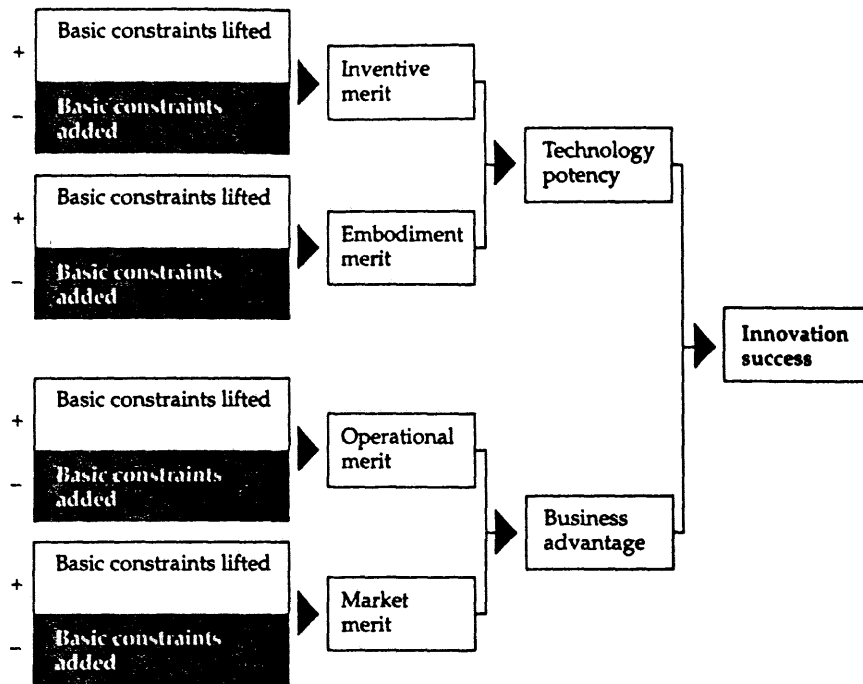 +
Basic constraints lifted
−
Basic constraints
added
Inventive
merit
+
Basic constraints lifted
−
Basic constraints
added
Embodiment
merit
Technology
potency
+
Basic constraints lifted
−
Basic constraints
added
Operational
merit
+
Basic constraints lifted
−
Basic constraints
added
Market
merit
Business
advantage
Innovation
success